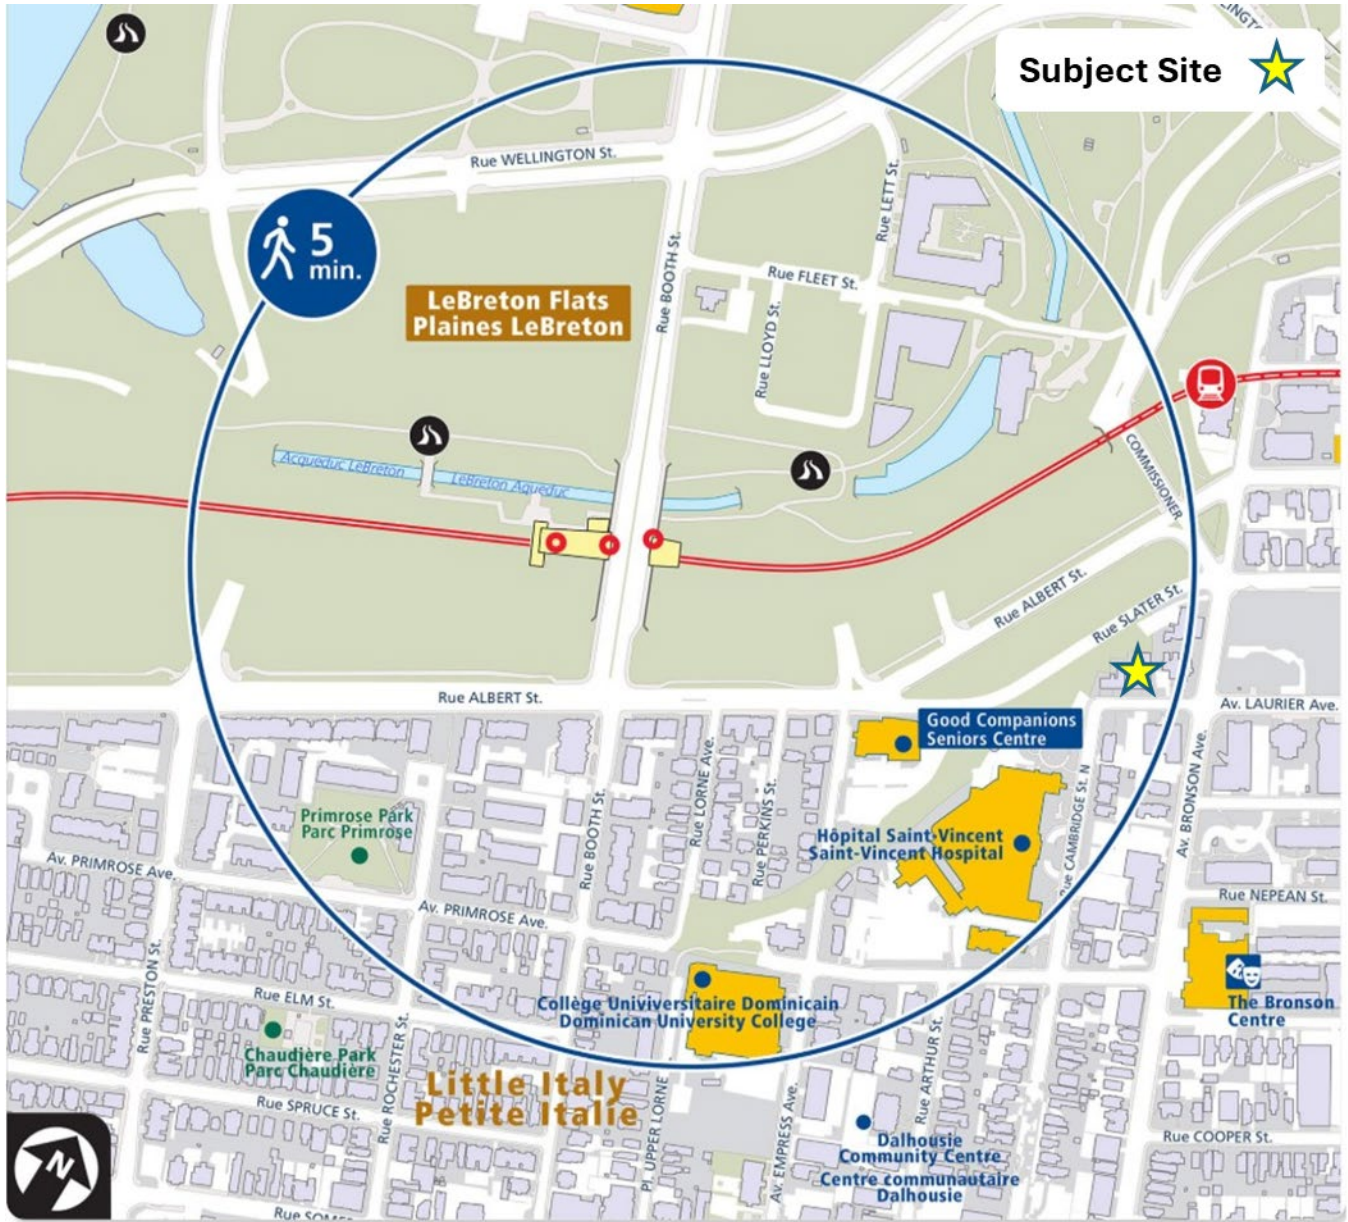 Subject Site
Rue WELLINGTON St.
5
min.
Rue LETT St.
LeBreton Flats
Plaines LeBreton
Rue BOOTH St.
Rue FLEET St.
Rue LLOYD St.
COMMISSIONER
Acqueduc LeBreton
LeBreton Aqueduc
Rue ALBERT St.
Rue SLATER St.
Rue ALBERT St.
Av. LAURIER Ave.
Good Companions
Seniors Centre
Rue LORNE Ave.
Rue PERKINS St.
Rue BOOTH St.
Rue CAMBRIDGE St. N
Av. BRONSON Ave.
Primrose Park
Parc Primrose
Hôpital Saint-Vincent
Saint-Vincent Hospital
Av. PRIMROSE Ave.
Av. PRIMROSE Ave.
Rue NEPEAN St.
Rue PRESTON St.
Rue ELM St.
Collège Univiversitaire Dominicain
Dominican University College
The Bronson
Centre
Chaudière Park
Parc Chaudière
Rue ROCHESTER St.
Little Italy
Petite Italie
Rue SPRUCE St.
Pl. UPPER LORNE
Av. EMPRESS Ave.
Rue ARTHUR St.
Dalhousie
Community Centre
Centre communautaire
Dalhousie
Rue COOPER St.
N